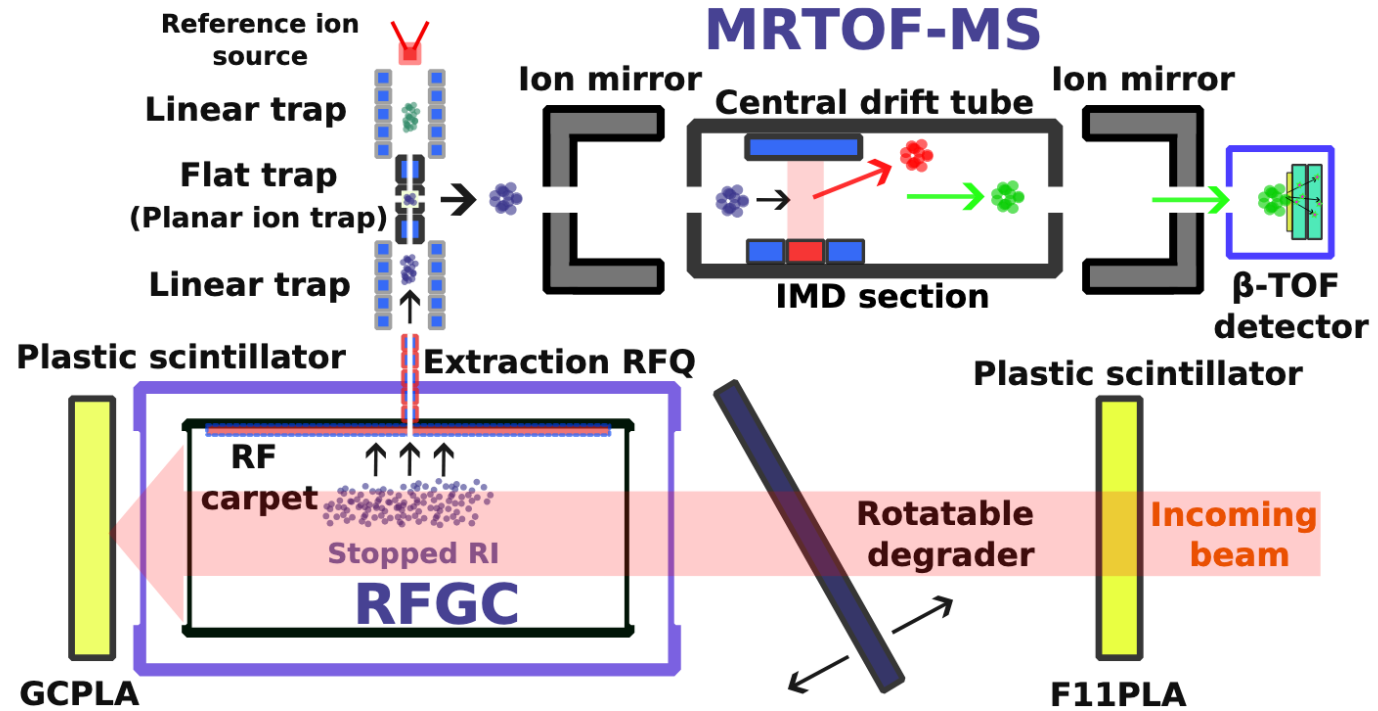 Reference ion
source
MRTOF-MS
Linear trap
Ion mirror
Central drift tube
Ion mirror
Flat trap
(Planar ion trap)
Linear trap
IMD section
β-TOF
detector
Plastic scintillator
Extraction RFQ
Plastic scintillator
RF
carpet
Stopped RI
RFGC
Rotatable
degrader
Incoming
beam
GCPLA
F11PLA